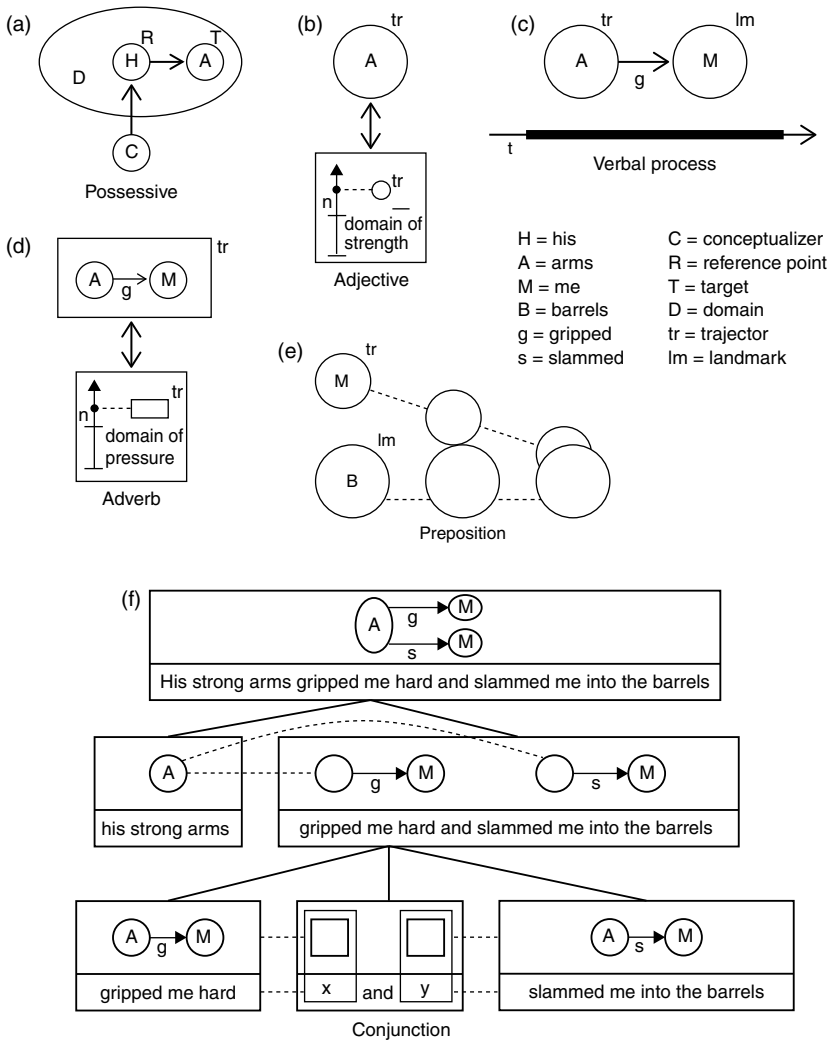 (a)
R
T
H
A
D
C
Possessive
(b)
tr
A
n
tr
domain of
strength
Adjective
(c)
tr
lm
A
M
g
t
Verbal process
H = his
A = arms
M = me
B = barrels
g = gripped
s = slammed
C = conceptualizer
R = reference point
T = target
D = domain
tr = trajector
lm = landmark
(d)
tr
A
M
g
tr
n
domain of
pressure
Adverb
(e)
tr
M
lm
B
Preposition
(f)
A
g
M
s
M
His strong arms gripped me hard and slammed me into the barrels
A
g
M
s
M
his strong arms
gripped me hard and slammed me into the barrels
A
g
M
A
s
M
gripped me hard
x and y
slammed me into the barrels
Conjunction